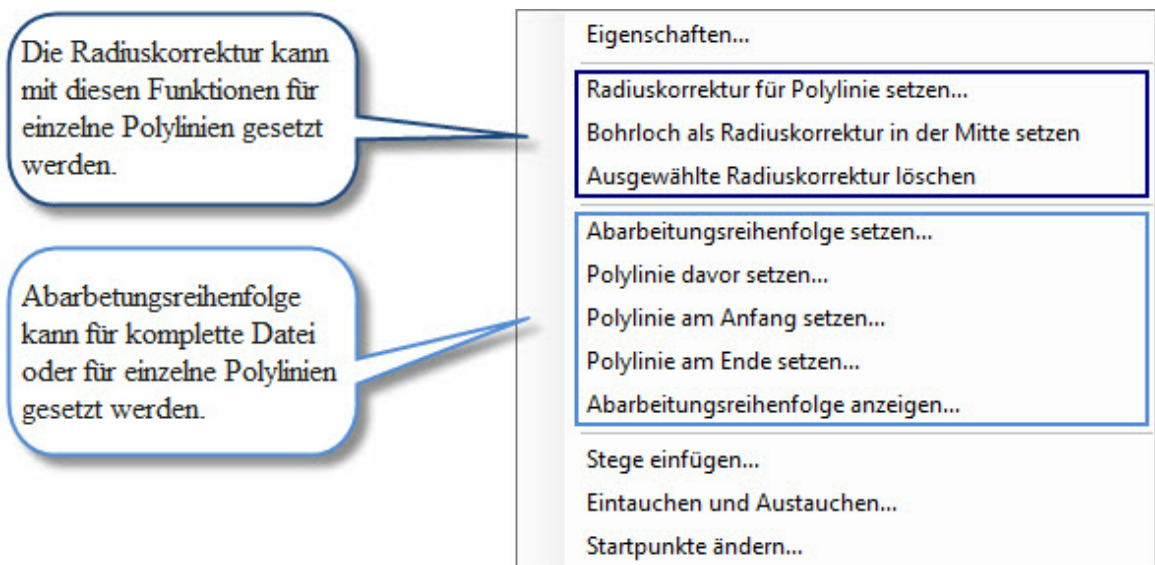 Die Radiuskorrektur kann
mit diesen Funktionen für
einzelne Polylinien gesetzt
werden.
Abarbetungsreihenfolge
kann für komplette Datei
oder für einzelne Polylinien
gesetzt werden.
Eigenschaften...
Radiuskorrektur für Polylinie setzen...
Bohrloch als Radiuskorrektur in der Mitte setzen
Ausgewählte Radiuskorrektur löschen
Abarbeitungsreihenfolge setzen...
Polylinie davor setzen...
Polylinie am Anfang setzen...
Polylinie am Ende setzen...
Abarbeitungsreihenfolge anzeigen...
Stege einfügen...
Eintauchen und Austauchen...
Startpunkte ändern...